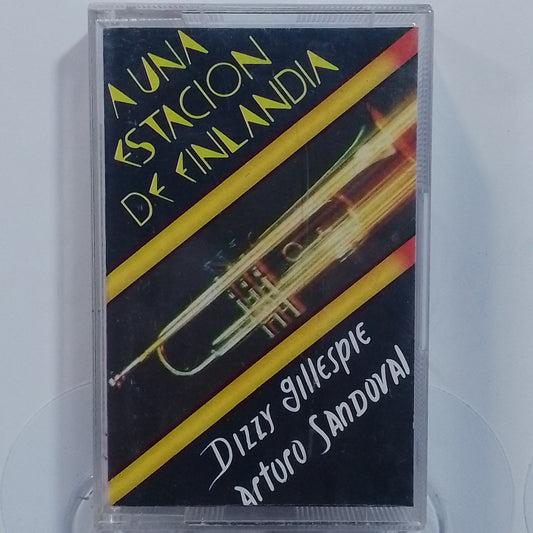 A UNA
ESTACION
DE FINLANDIA
Dizzy gillespie
Arturo Sandoval